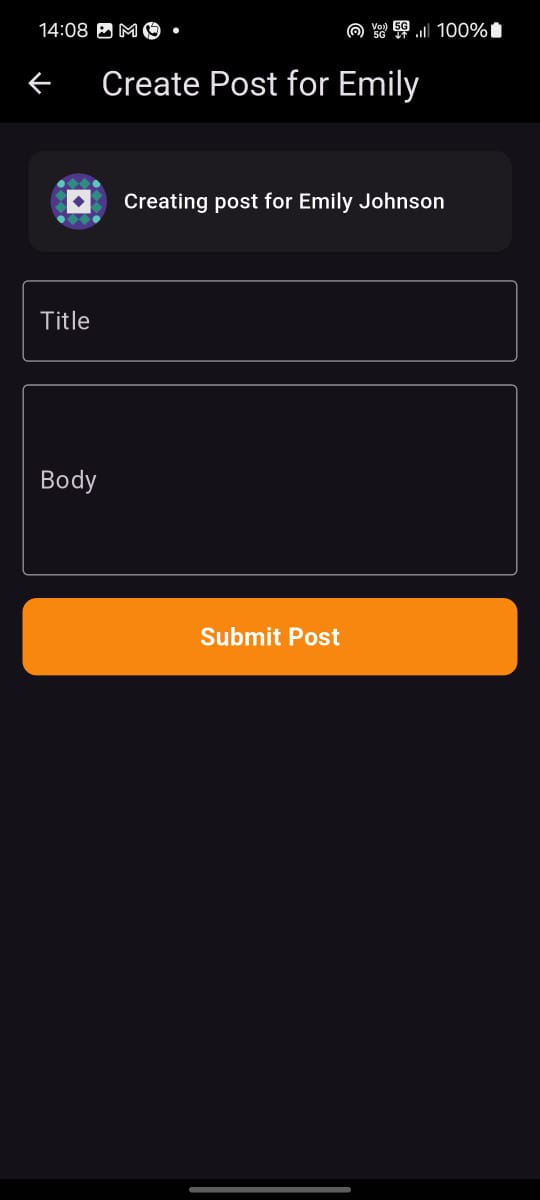 14:08 Vo)) 5G 5G 100%
Create Post for Emily
Creating post for Emily Johnson
Title
Body
Submit Post